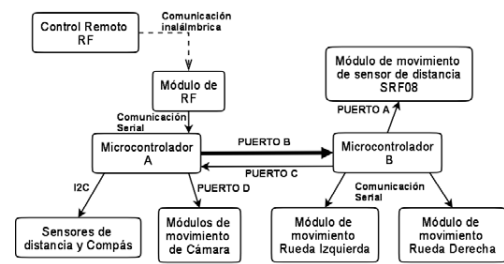 Control Remoto
RF
Comunicación
inalámbrica
Módulo de
RF
Comunicación
Serial
Microcontrolador
A
PUERTO B
PUERTO C
Módulo de movimiento
de sensor de distancia
SRF08
PUERTO A
Microcontrolador
B
I2C
PUERTO D
Comunicación
Serial
Sensores de
distancia y Compás
Módulos de
movimiento
de Cámara
Módulo de
movimiento
Rueda Izquierda
Módulo de
movimiento
Rueda Derecha